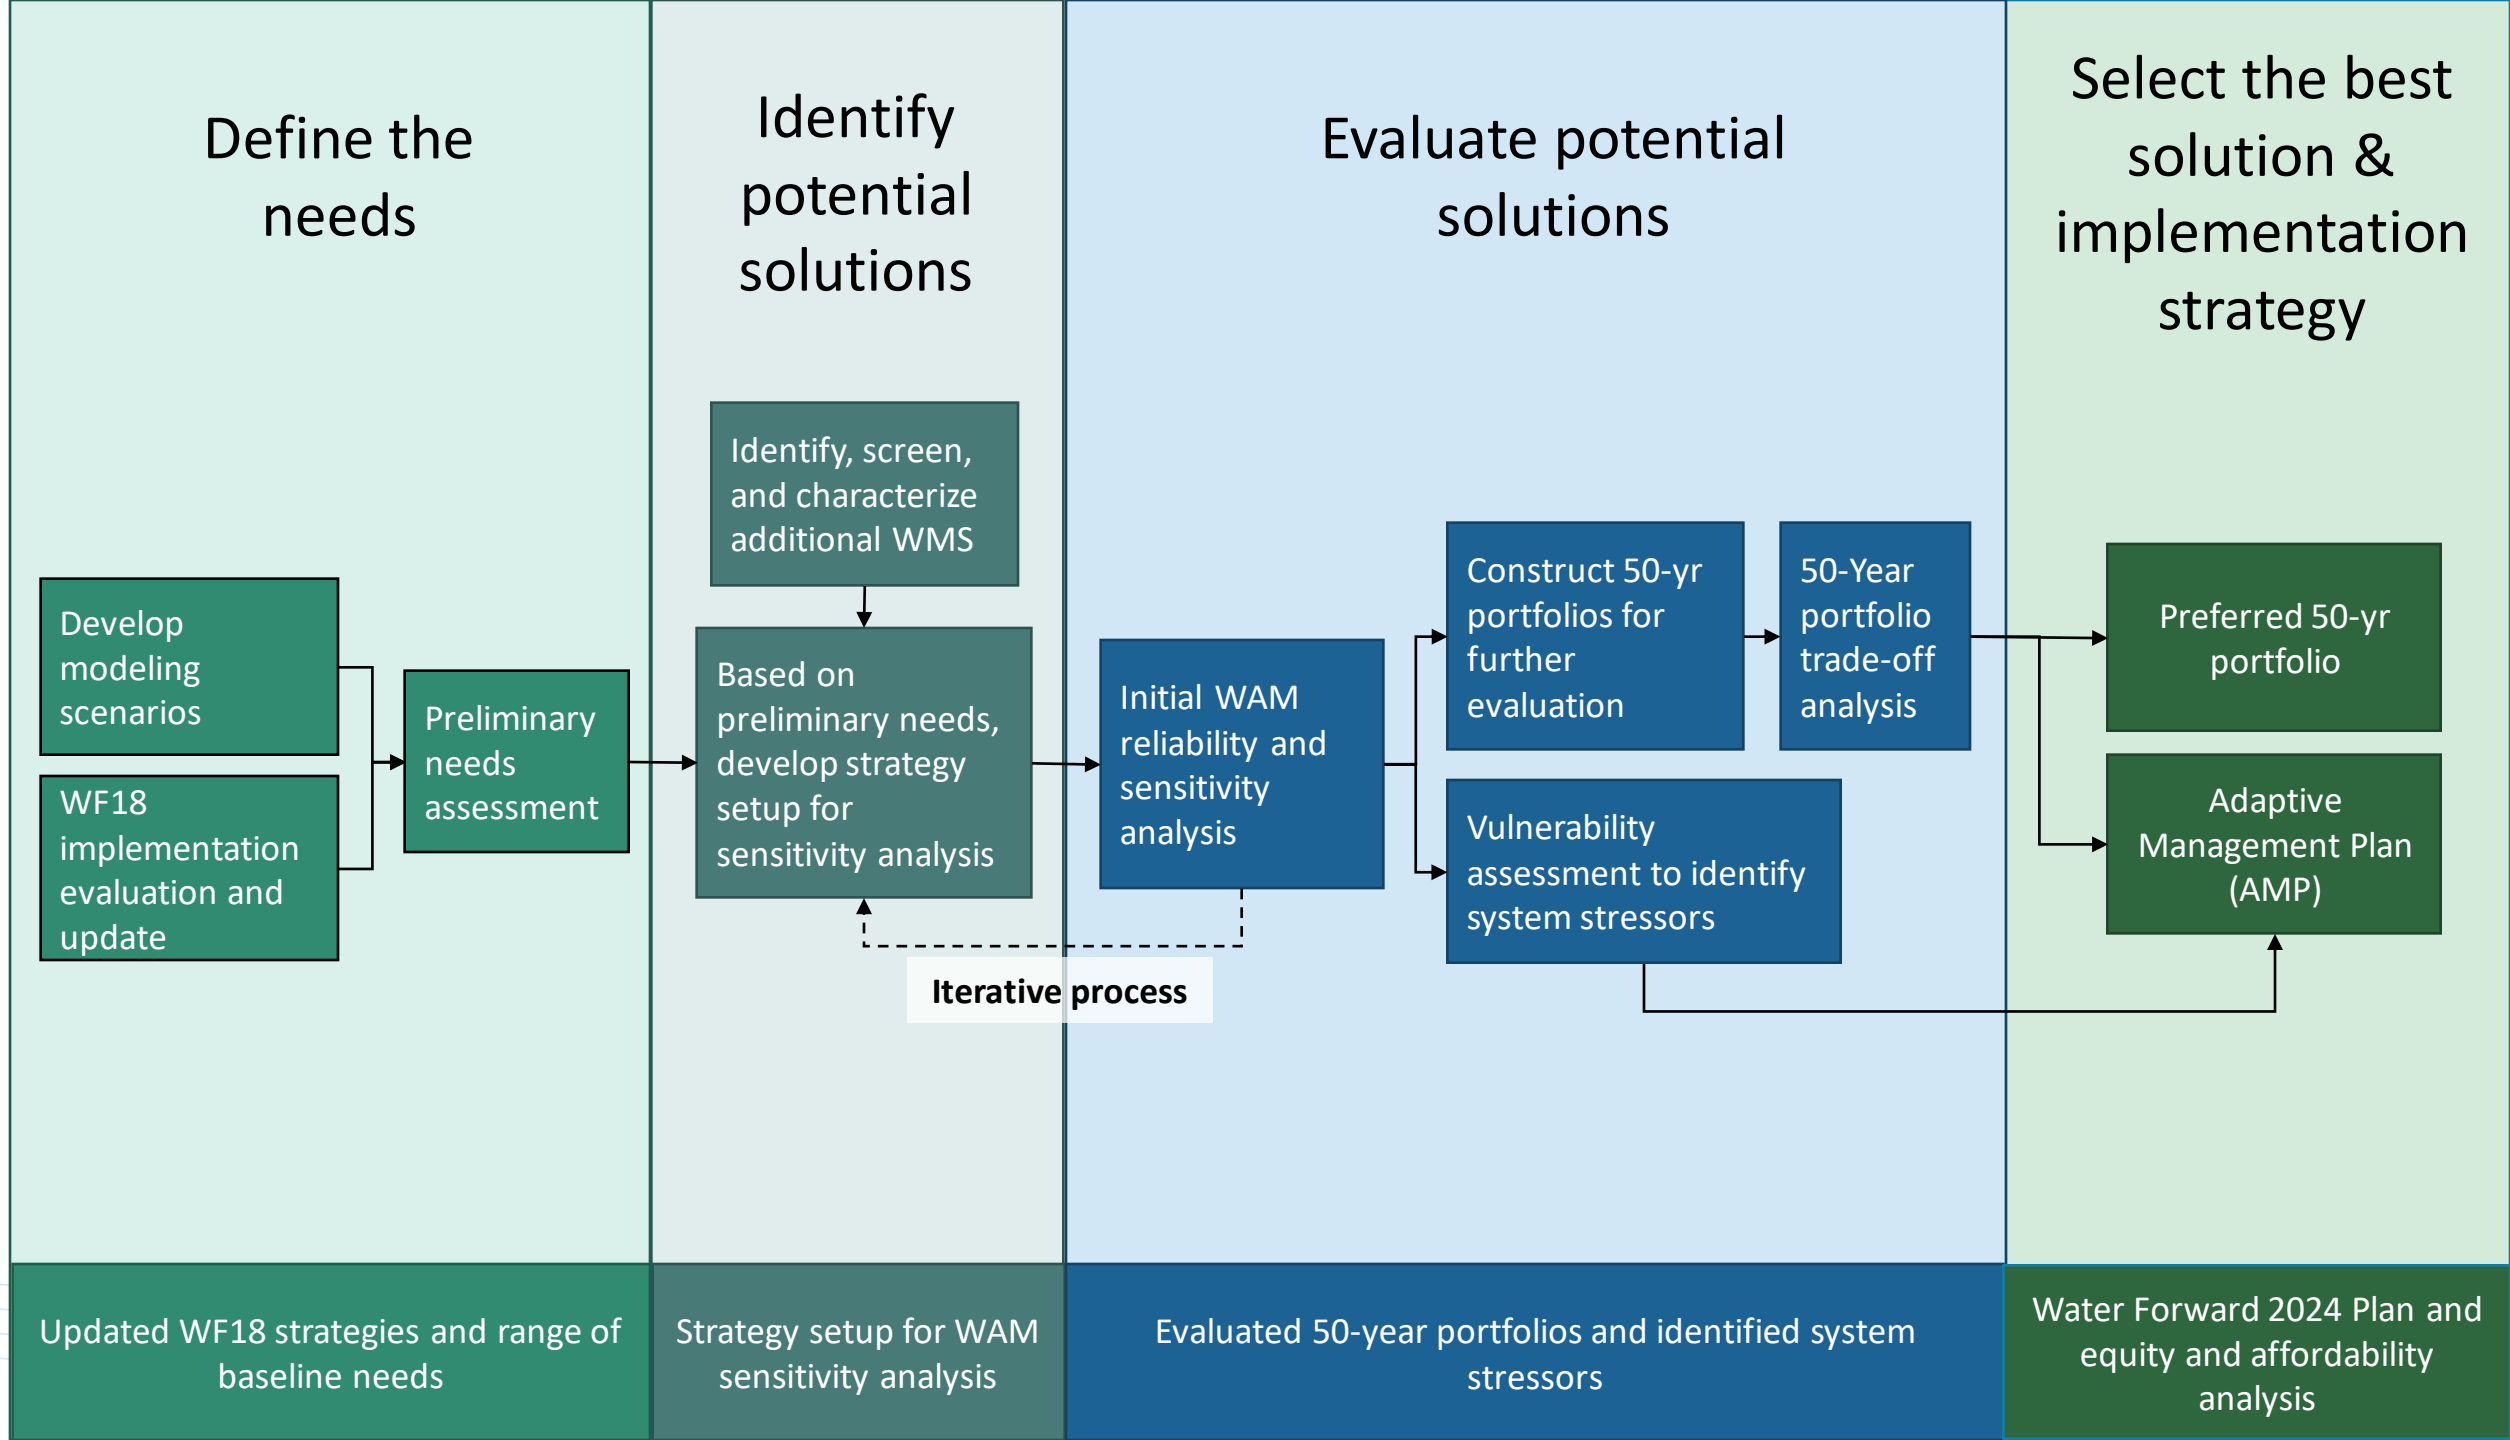 Define the
needs
Develop
modeling
scenarios
WF18
implementation
evaluation and
update
Preliminary
needs
assessment
Updated WF18 strategies and range of
baseline needs
Identify
potential
solutions
Identify, screen,
and characterize
additional WMS
Based on
preliminary needs,
develop strategy
setup for
sensitivity analysis
Iterative process
Strategy setup for WAM
sensitivity analysis
Evaluate potential
solutions
Initial WAM
reliability and
sensitivity
analysis
Construct 50-yr
portfolios for
further
evaluation
50-Year
portfolio
trade-off
analysis
Vulnerability
assessment to identify
system stressors
Evaluated 50-year portfolios and identified system
stressors
Select the best
solution &
implementation
strategy
Preferred 50-yr
portfolio
Adaptive
Management Plan
(AMP)
Water Forward 2024 Plan and
equity and affordability
analysis